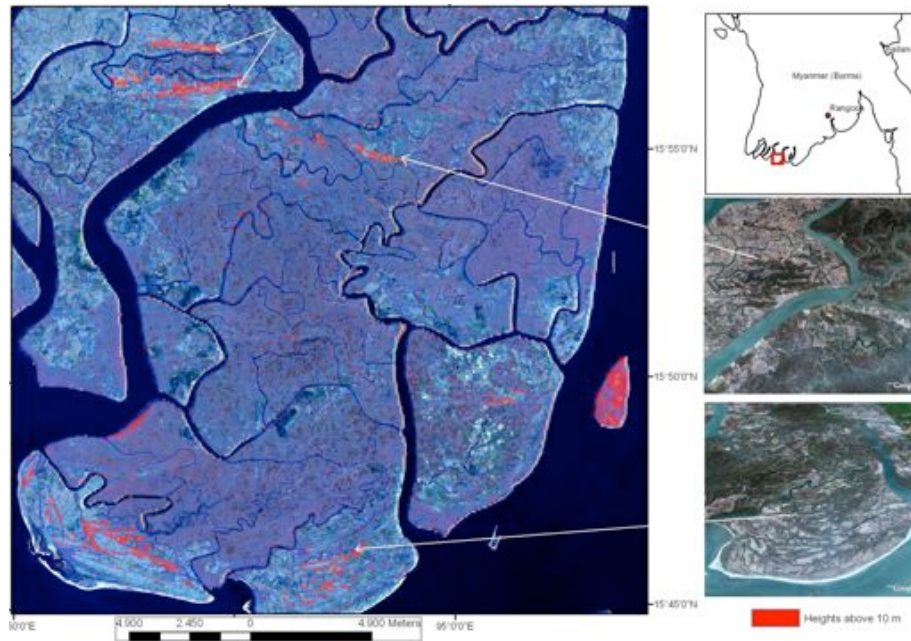 Myanmar (Burma)
Rangoon
15°55'0"N
15°50'0"N
15°45'0"N
95°0'0"E
4.900 2.450 0 4.900 Meters
Heights above 10 m